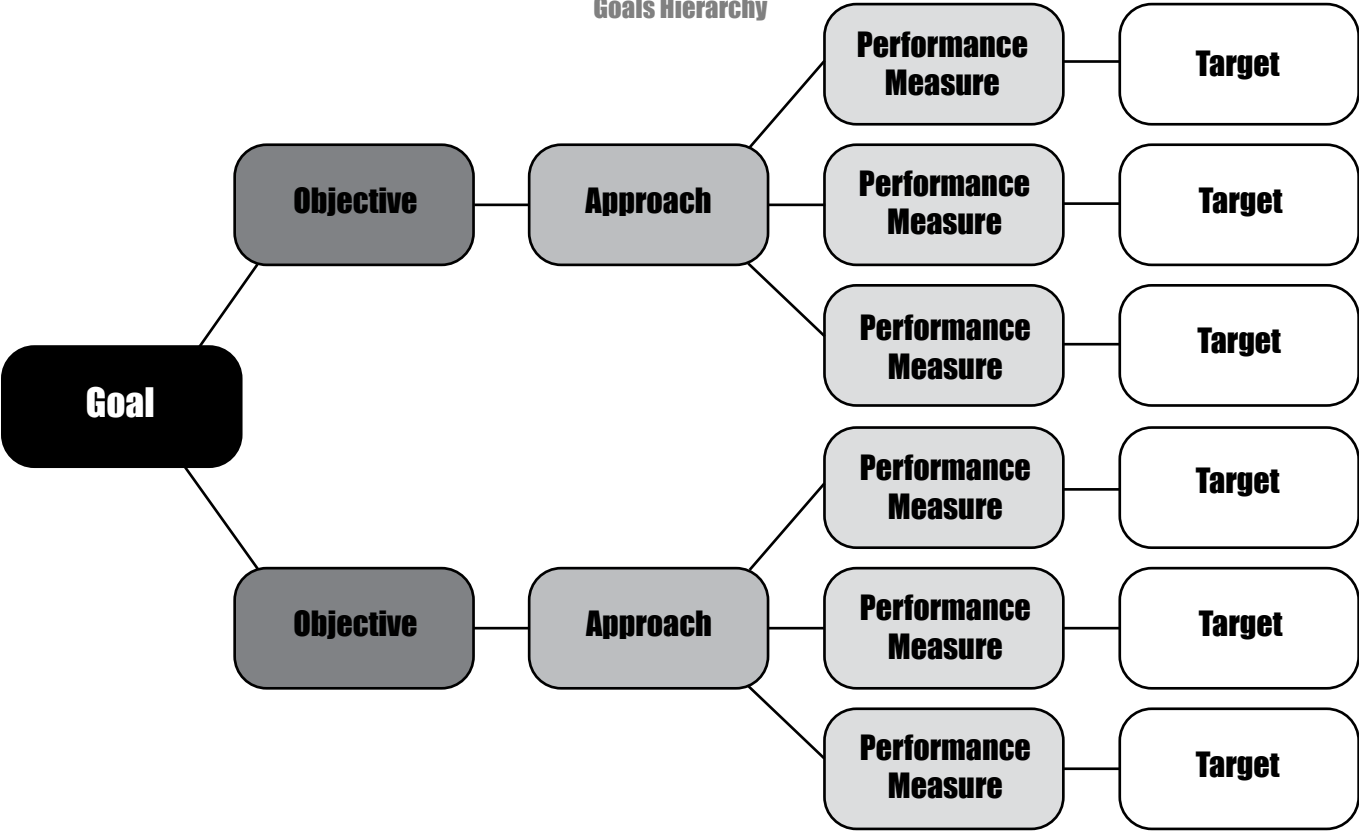 Goals Hierarchy
Performance
Measure
Target
Objective
Approach
Performance
Measure
Target
Performance
Measure
Target
Goal
Performance
Measure
Target
Objective
Approach
Performance
Measure
Target
Performance
Measure
Target